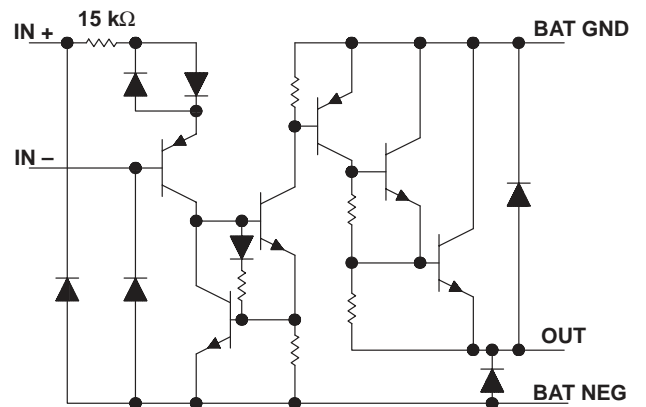 15 kΩ
IN +
BAT GND
IN –
OUT
BAT NEG